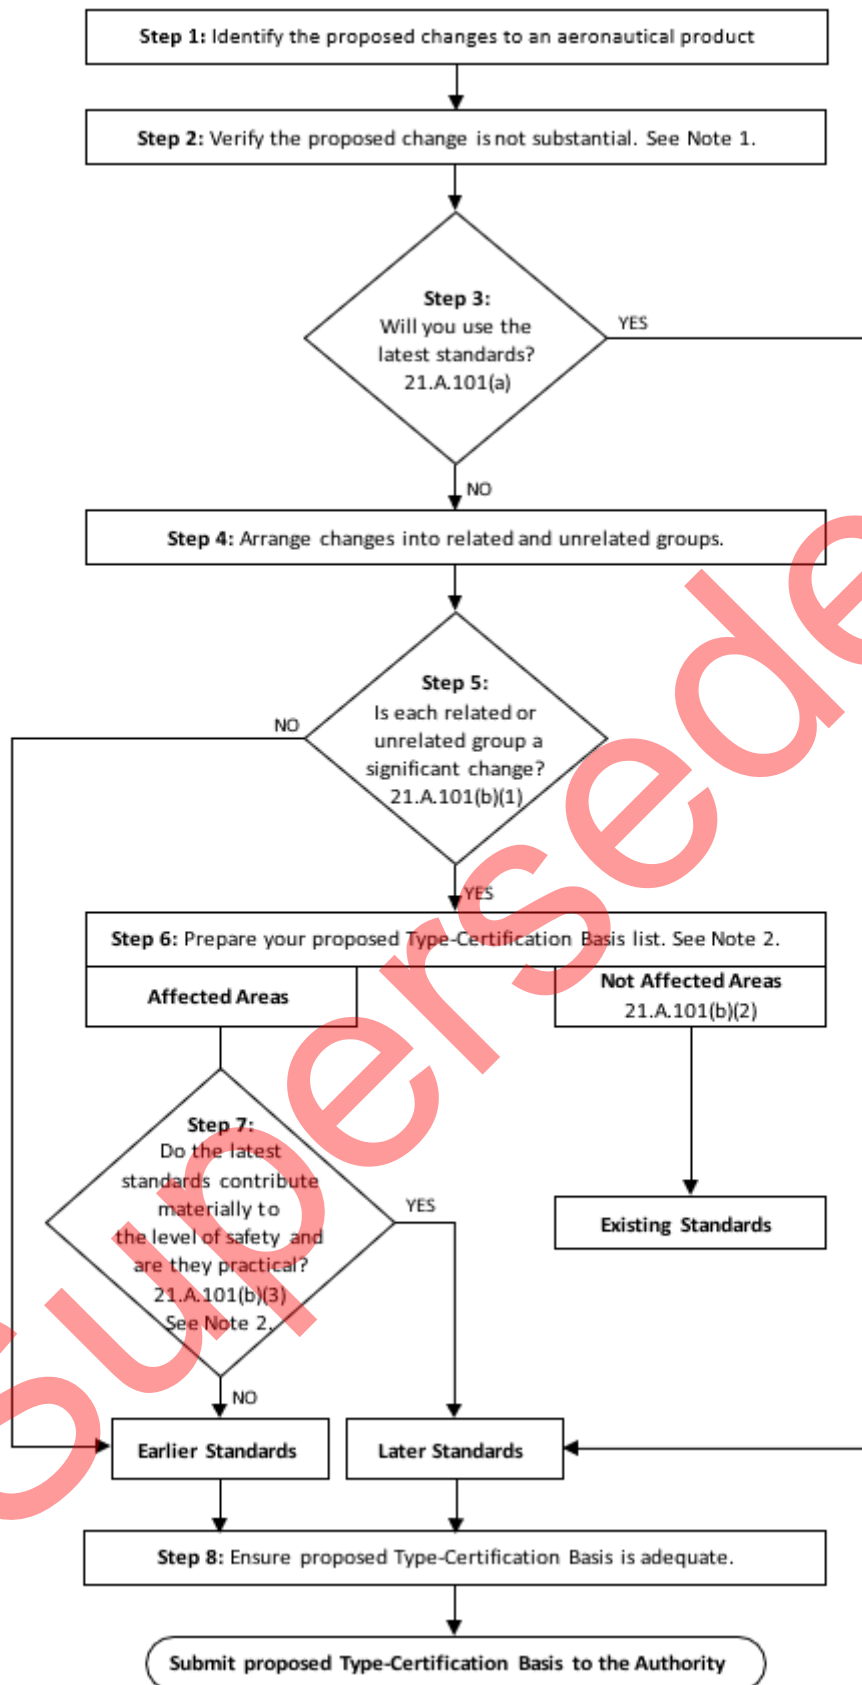 Step 1: Identify the proposed changes to an aeronautical product
Step 2: Verify the proposed change is not substantial. See Note 1.
Step 3:
Will you use the
latest standards?
21.A.101(a)
YES
NO
Step 4: Arrange changes into related and unrelated groups.
Step 5:
Is each related or
unrelated group a
significant change?
21.A.101(b)(1)
NO
YES
Step 6: Prepare your proposed Type-Certification Basis list. See Note 2.
Affected Areas
Not Affected Areas
21.A.101(b)(2)
Step 7:
Do the latest
standards contribute
materially to
the level of safety and
are they practical?
21.A.101(b)(3)
See Note 2.
YES
NO
Existing Standards
Earlier Standards
Later Standards
Step 8: Ensure proposed Type-Certification Basis is adequate.
Submit proposed Type-Certification Basis to the Authority
Supersede